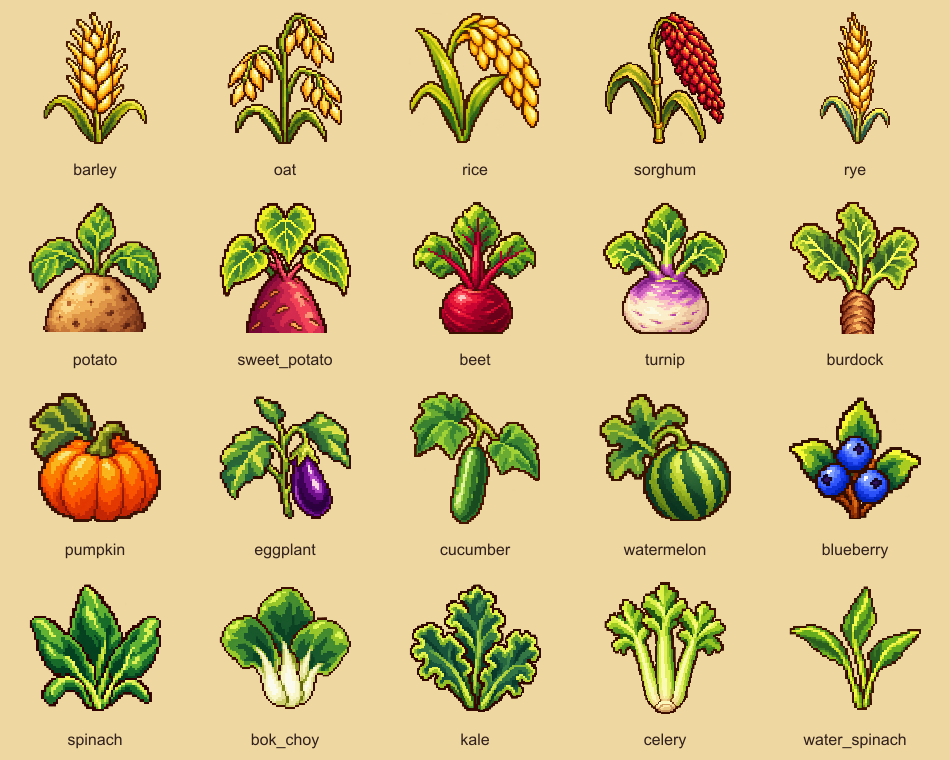 barley
oat
rice
sorghum
rye
potato
sweet_potato
beet
turnip
burdock
pumpkin
eggplant
cucumber
watermelon
blueberry
spinach
bok_choy
kale
celery
water_spinach